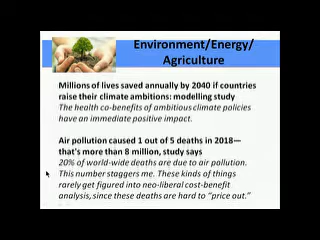 Environment/Energy/
Agriculture
Millions of lives saved annually by 2040 if countries
raise their climate ambitions: modelling study
The health co-benefits of ambitious climate policies
have an immediate positive impact.
Air pollution caused 1 out of 5 deaths in 2018—
that's more than 8 million, study says
20% of world-wide deaths are due to air pollution.
This number staggers me. These kinds of things
rarely get figured into neo-liberal cost-benefit
analysis, since these deaths are hard to “price out.”